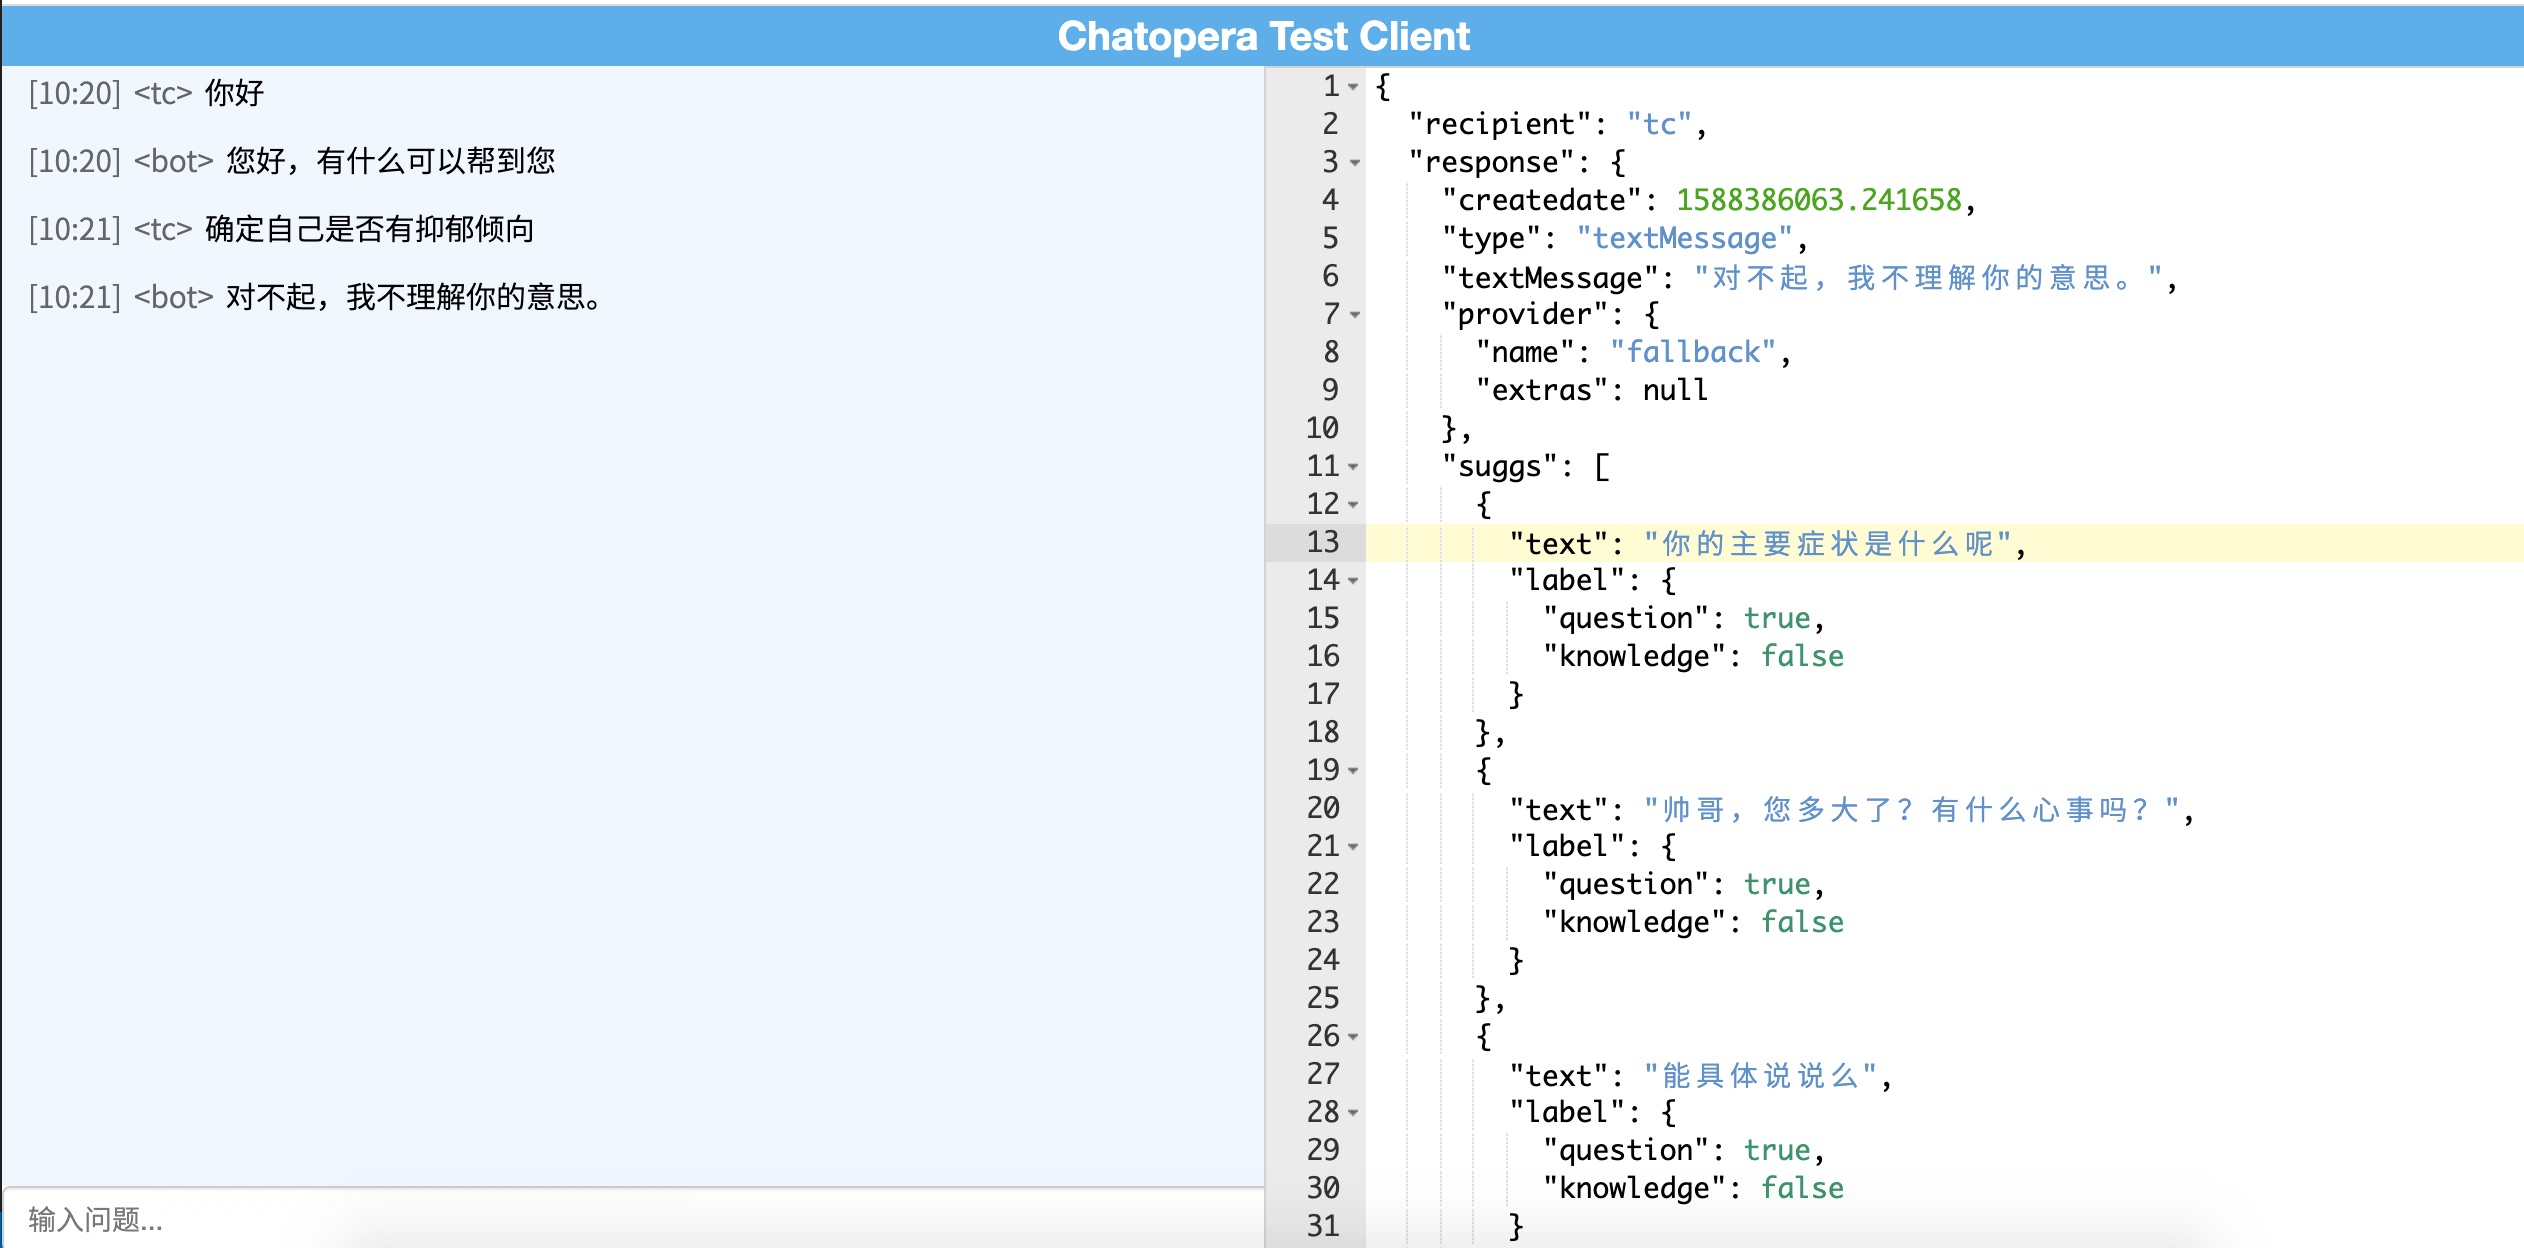 Chatopera Test Client
[10:20] <tc> 你好
[10:20] <bot> 您好，有什么可以帮到您
[10:21] <tc> 确定自己是否有抑郁倾向
[10:21] <bot> 对不起，我不理解你的意思。
输入问题...
1 {
2 "recipient": "tc",
3 "response": {
4 "createdate": 1588386063.241658,
5 "type": "textMessage",
6 "textMessage": "对不起，我不理解你的意思。",
7 "provider": {
8 "name": "fallback",
9 "extras": null
10 },
11 "suggs": [
12 {
13 "text": "你的主要症状是什么呢",
14 "label": {
15 "question": true,
16 "knowledge": false
17 }
18 },
19 {
20 "text": "帅哥，您多大了？有什么心事吗？",
21 "label": {
22 "question": true,
23 "knowledge": false
24 }
25 },
26 {
27 "text": "能具体说说么",
28 "label": {
29 "question": true,
30 "knowledge": false
31 }